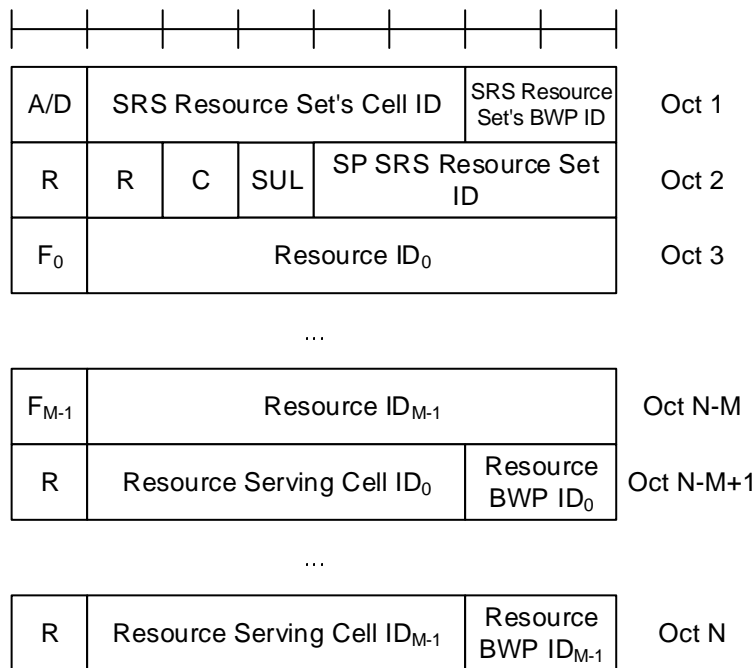 A/D SRS Resource Set's Cell ID SRS Resource Set's BWP ID Oct 1
R R C SUL SP SRS Resource Set ID Oct 2
F0 Resource ID0 Oct 3
...
FM-1 Resource IDM-1 Oct N-M
R Resource Serving Cell ID0 Resource BWP ID0 Oct N-M+1
...
R Resource Serving Cell IDM-1 Resource BWP IDM-1 Oct N